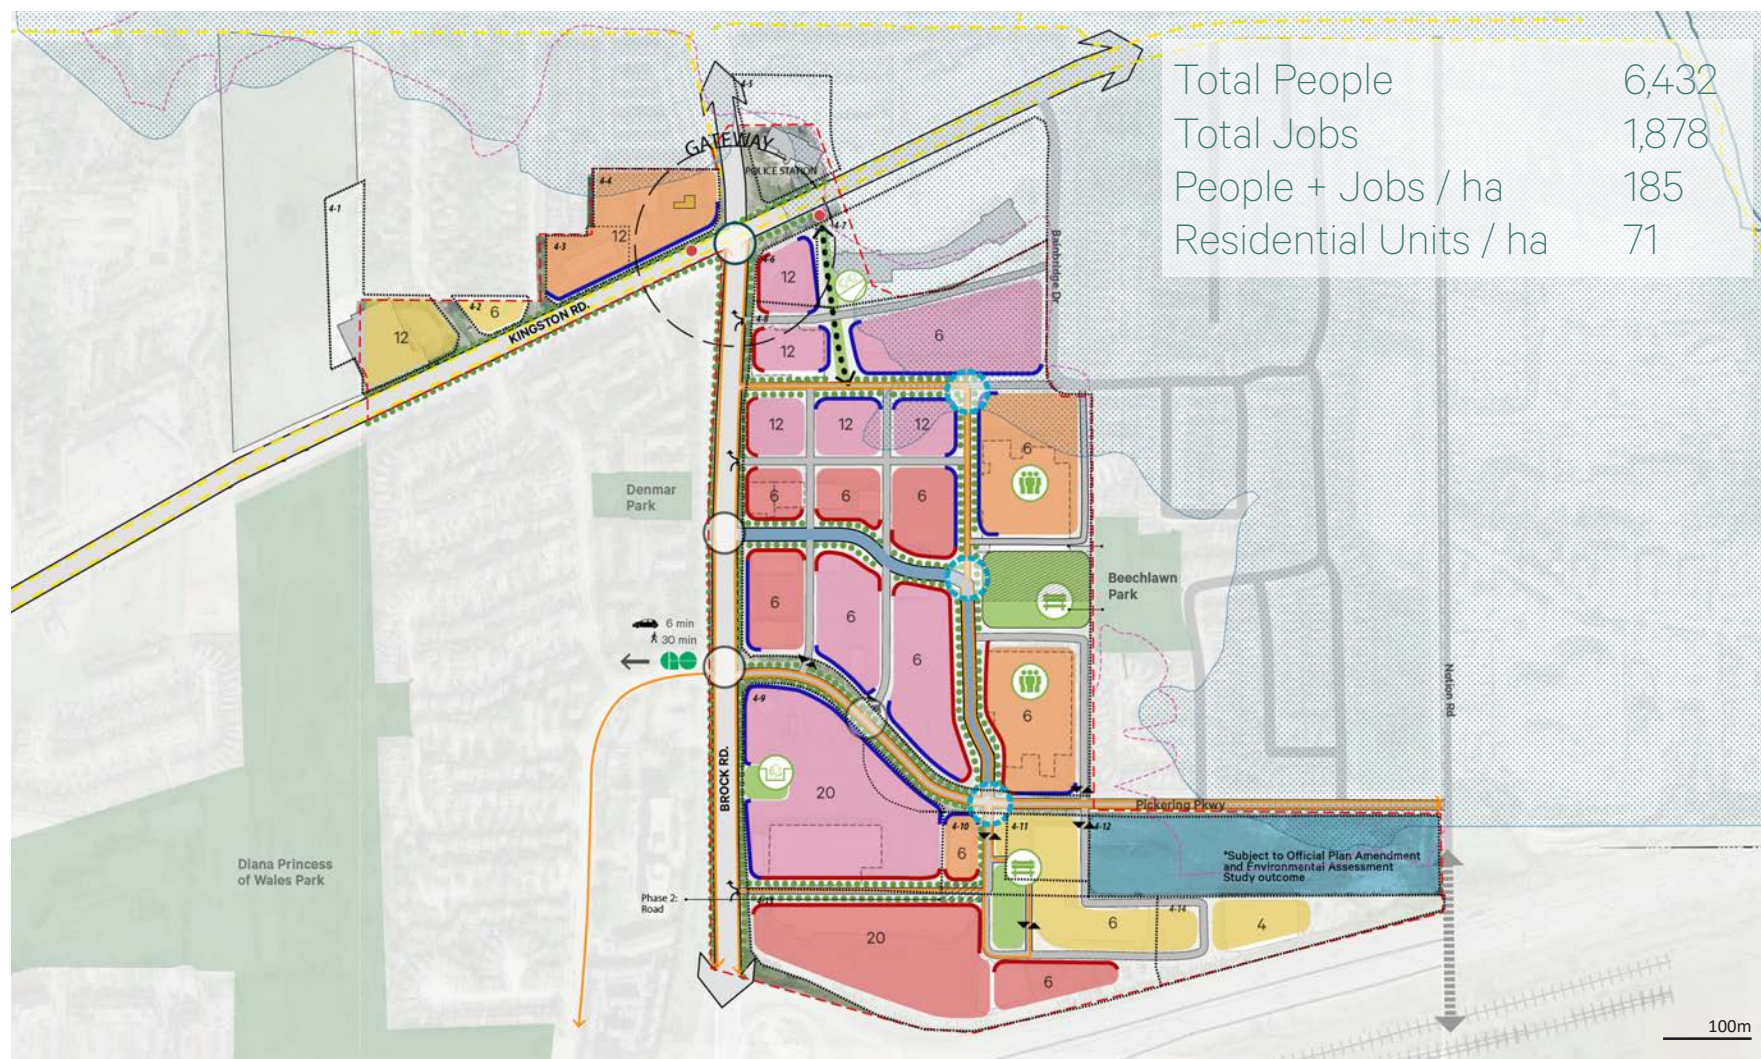 Total People 6,432
Total Jobs 1,878
People + Jobs / ha 185
Residential Units / ha 71
4-5
GATEWAY
POLICE STATION
4-4
4-1
4-3
12
4-7
4-6
12
Bainbridge Dr.
4-2
6
KINGSTON RD.
12
4-8
12
6
12
12
12
6
Denmar
Park
6
6
6
Beechlawn
Park
6
6
6 min
30 min
GO
6
6
Notion Rd
4-9
BROCK RD.
20
Pickering Pkwy
4-10
4-11
4-12
6
*Subject to Official Plan Amendment
and Environmental Assessment
Study outcome
Diana Princess
of Wales Park
Phase 2:
Road
4-13
4-14
6
4
20
6
100m